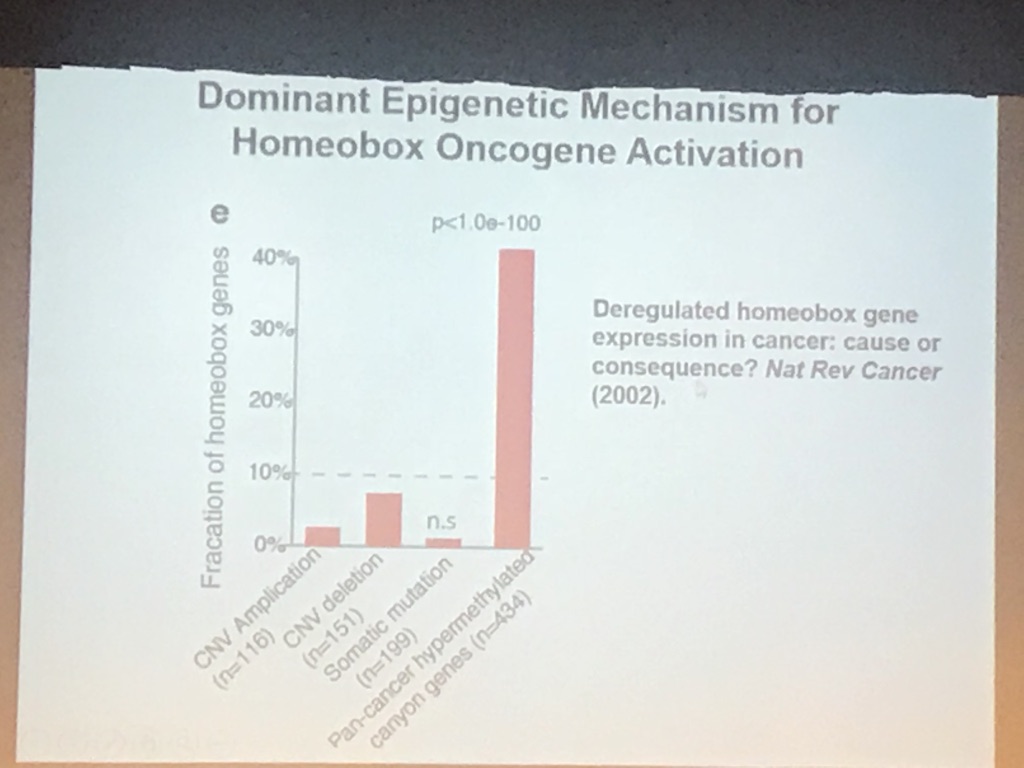 Dominant Epigenetic Mechanism for
Homeobox Oncogene Activation
e
p<1.0e-100
Fracation of homeobox genes
40%
30%
20%
10%
0%
n.s
CNV Amplication
(n=116)
CNV deletion
(n=151)
Somatic mutation
(n=199)
Pan-cancer hypermethylated
canyon genes (n=434)
Deregulated homeobox gene
expression in cancer: cause or
consequence? Nat Rev Cancer
(2002).